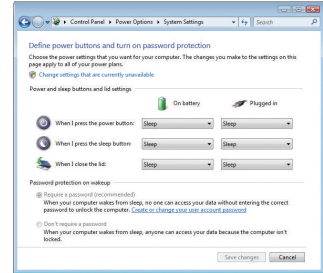 Control Panel ▸ Power Options ▸ System Settings
Search
Define power buttons and turn on password protection
Choose the power settings that you want for your computer. The changes you make to the settings on this
page apply to all of your power plans.
Change settings that are currently unavailable
Power and sleep buttons and lid settings
On battery Plugged in
When I press the power button: Sleep Sleep
When I press the sleep button: Sleep Sleep
When I close the lid: Sleep Sleep
Password protection on wakeup
Require a password (recommended)
When your computer wakes from sleep, no one can access your data without entering the correct
password to unlock the computer. Create or change your user account password
Don't require a password
When your computer wakes from sleep, anyone can access your data because the computer isn't
locked.
Save changes Cancel